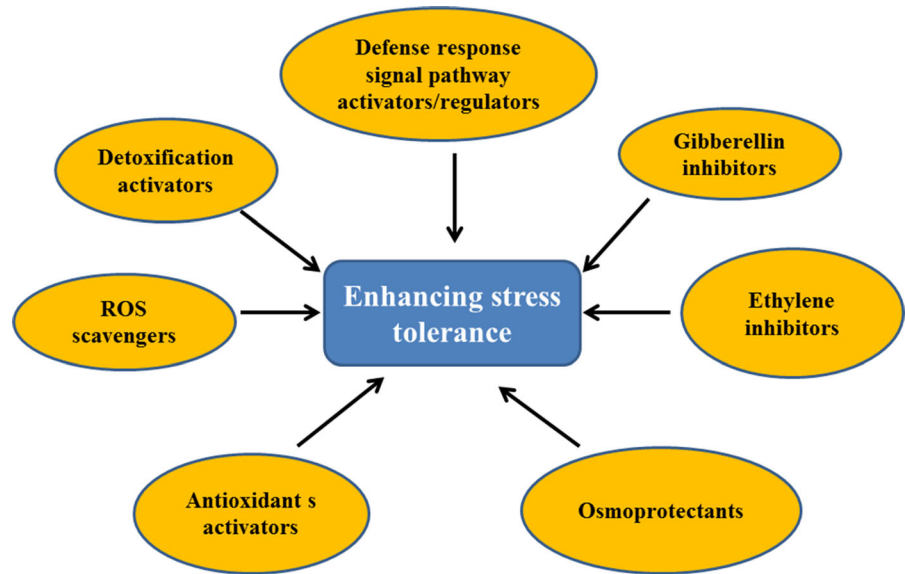 Defense response
signal pathway
activators/regulators
Detoxification
activators
Gibberellin
inhibitors
ROS
scavengers
Enhancing stress
tolerance
Ethylene
inhibitors
Antioxidant s
activators
Osmoprotectants